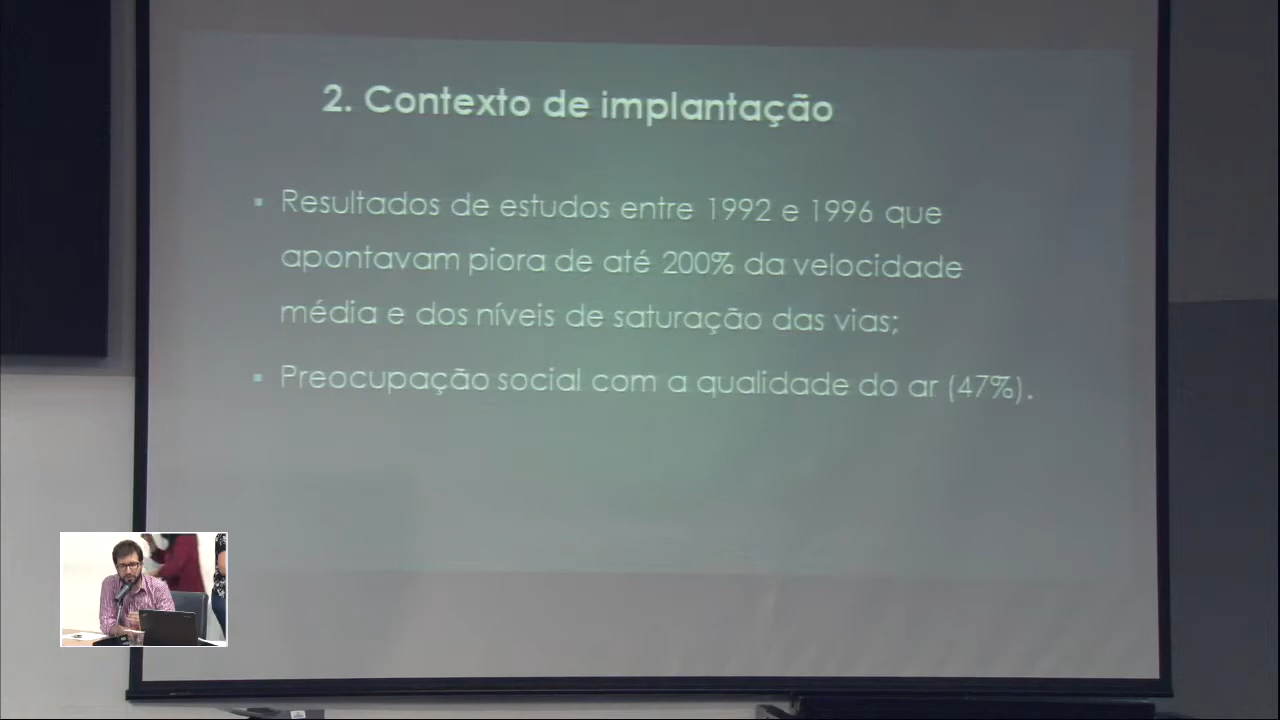 2. Contexto de implantação
▪ Resultados de estudos entre 1992 e 1996 que
apontavam piora de até 200% da velocidade
média e dos níveis de saturação das vias;
▪ Preocupação social com a qualidade do ar (47%).